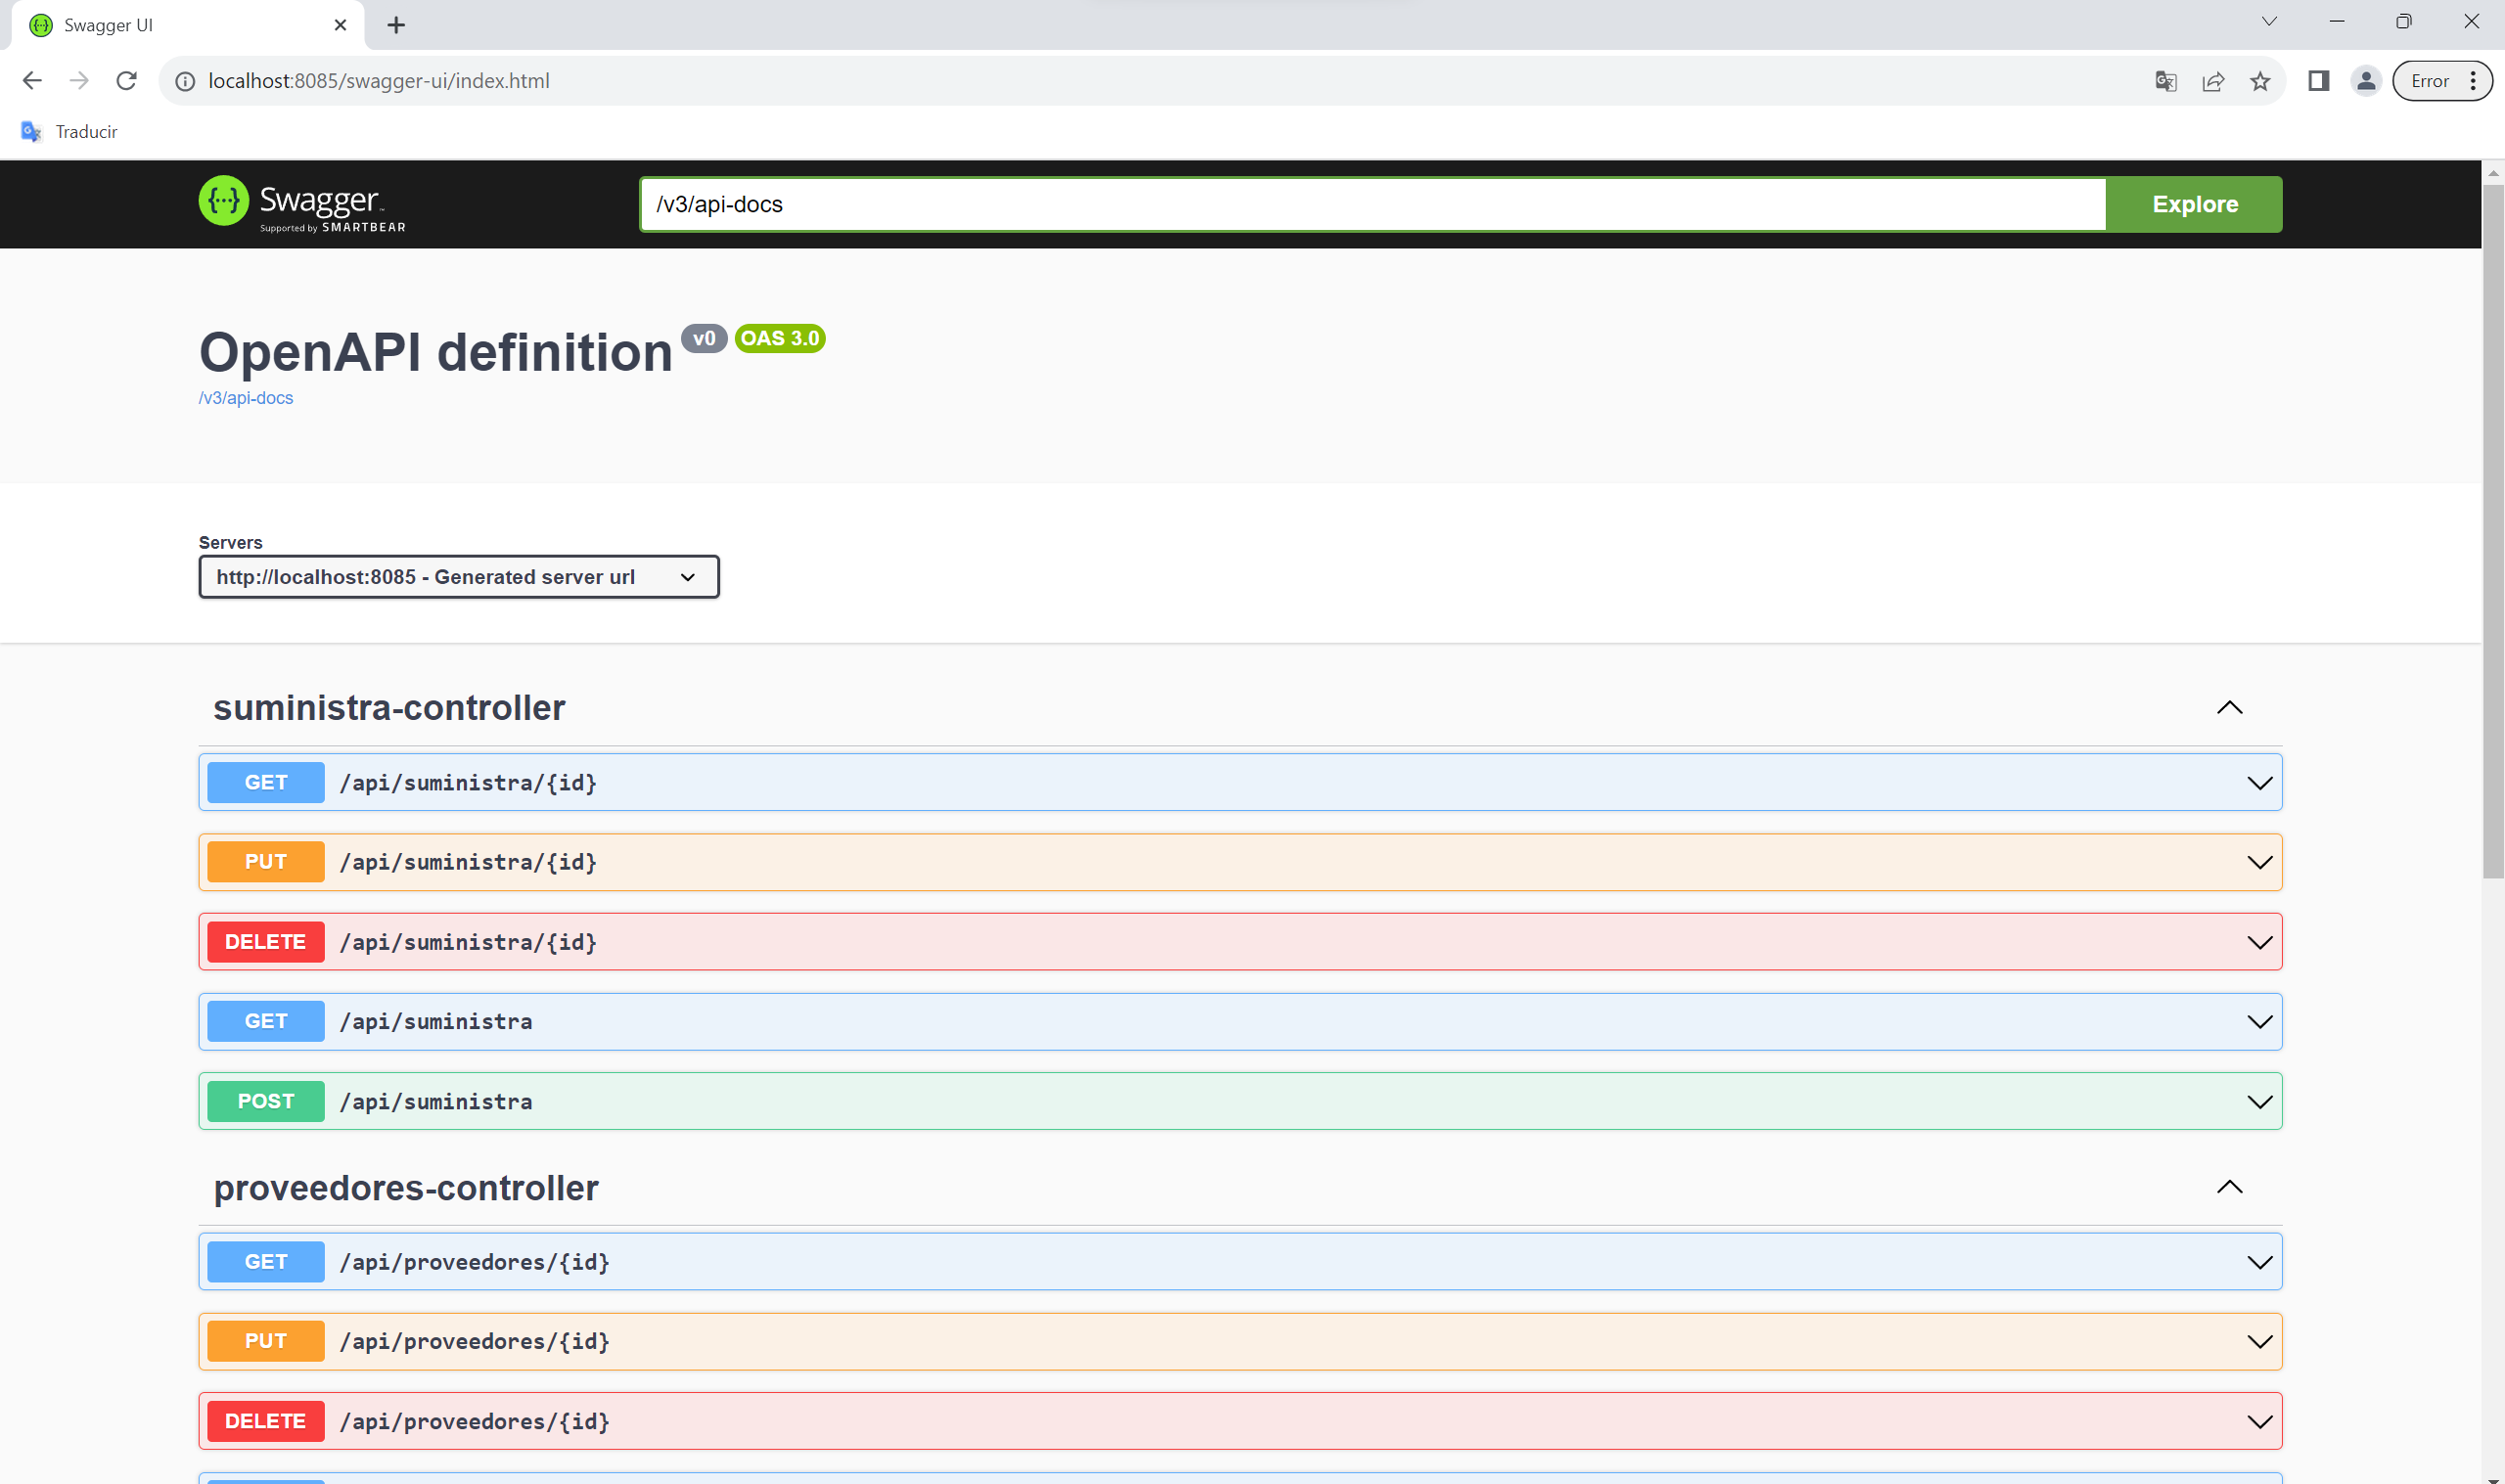 Swagger UI
localhost:8085/swagger-ui/index.html
Error
Traducir
Swagger™
Supported by SMARTBEAR
/v3/api-docs
Explore
OpenAPI definition v0 OAS 3.0
/v3/api-docs
Servers
http://localhost:8085 - Generated server url
suministra-controller
GET /api/suministra/{id}
PUT /api/suministra/{id}
DELETE /api/suministra/{id}
GET /api/suministra
POST /api/suministra
proveedores-controller
GET /api/proveedores/{id}
PUT /api/proveedores/{id}
DELETE /api/proveedores/{id}